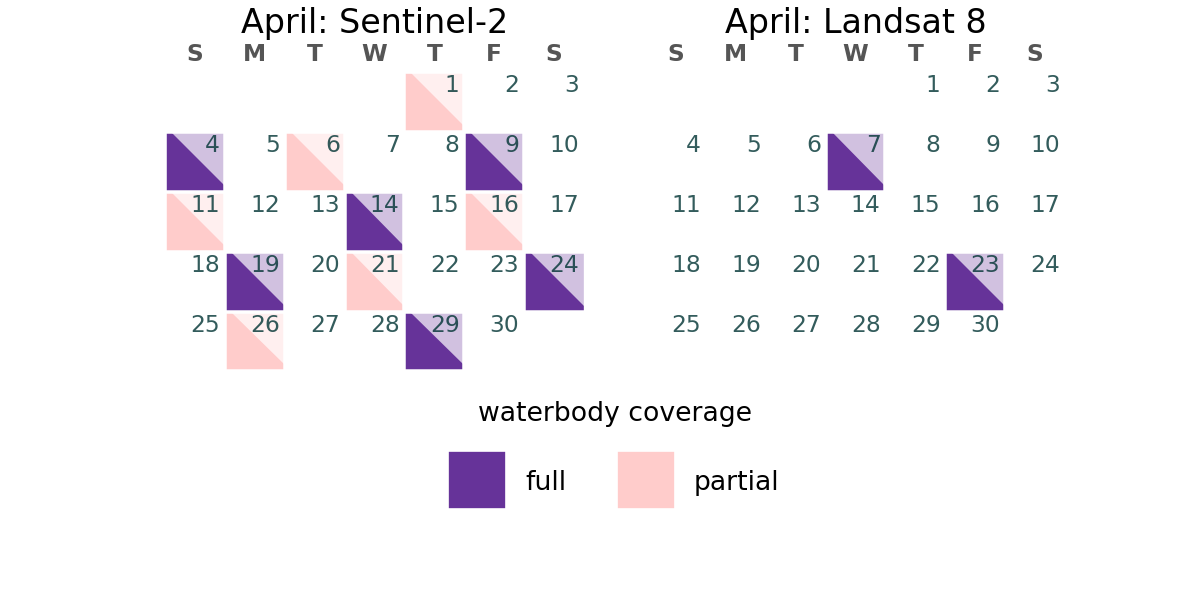 April: Sentinel-2
S M T W T F S
1 2 3
4 5 6 7 8 9 10
11 12 13 14 15 16 17
18 19 20 21 22 23 24
25 26 27 28 29 30
April: Landsat 8
S M T W T F S
1 2 3
4 5 6 7 8 9 10
11 12 13 14 15 16 17
18 19 20 21 22 23 24
25 26 27 28 29 30
waterbody coverage
full partial